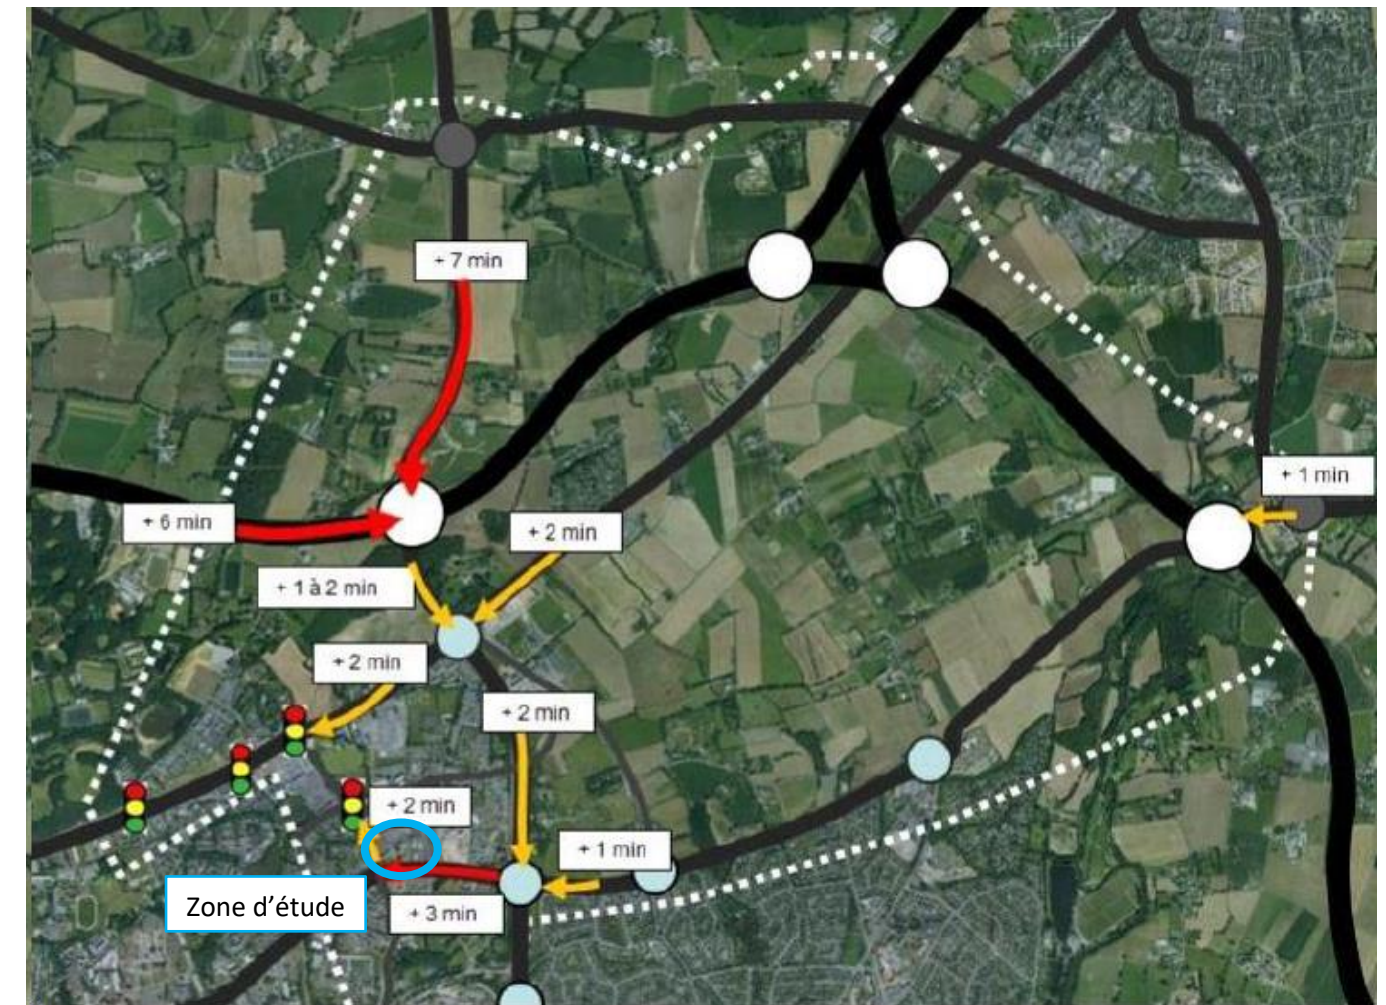 + 7 min
+ 1 min
+ 6 min
+ 2 min
+ 1 à 2 min
+ 2 min
+ 2 min
+ 2 min
+ 1 min
Zone d’étude
+ 3 min